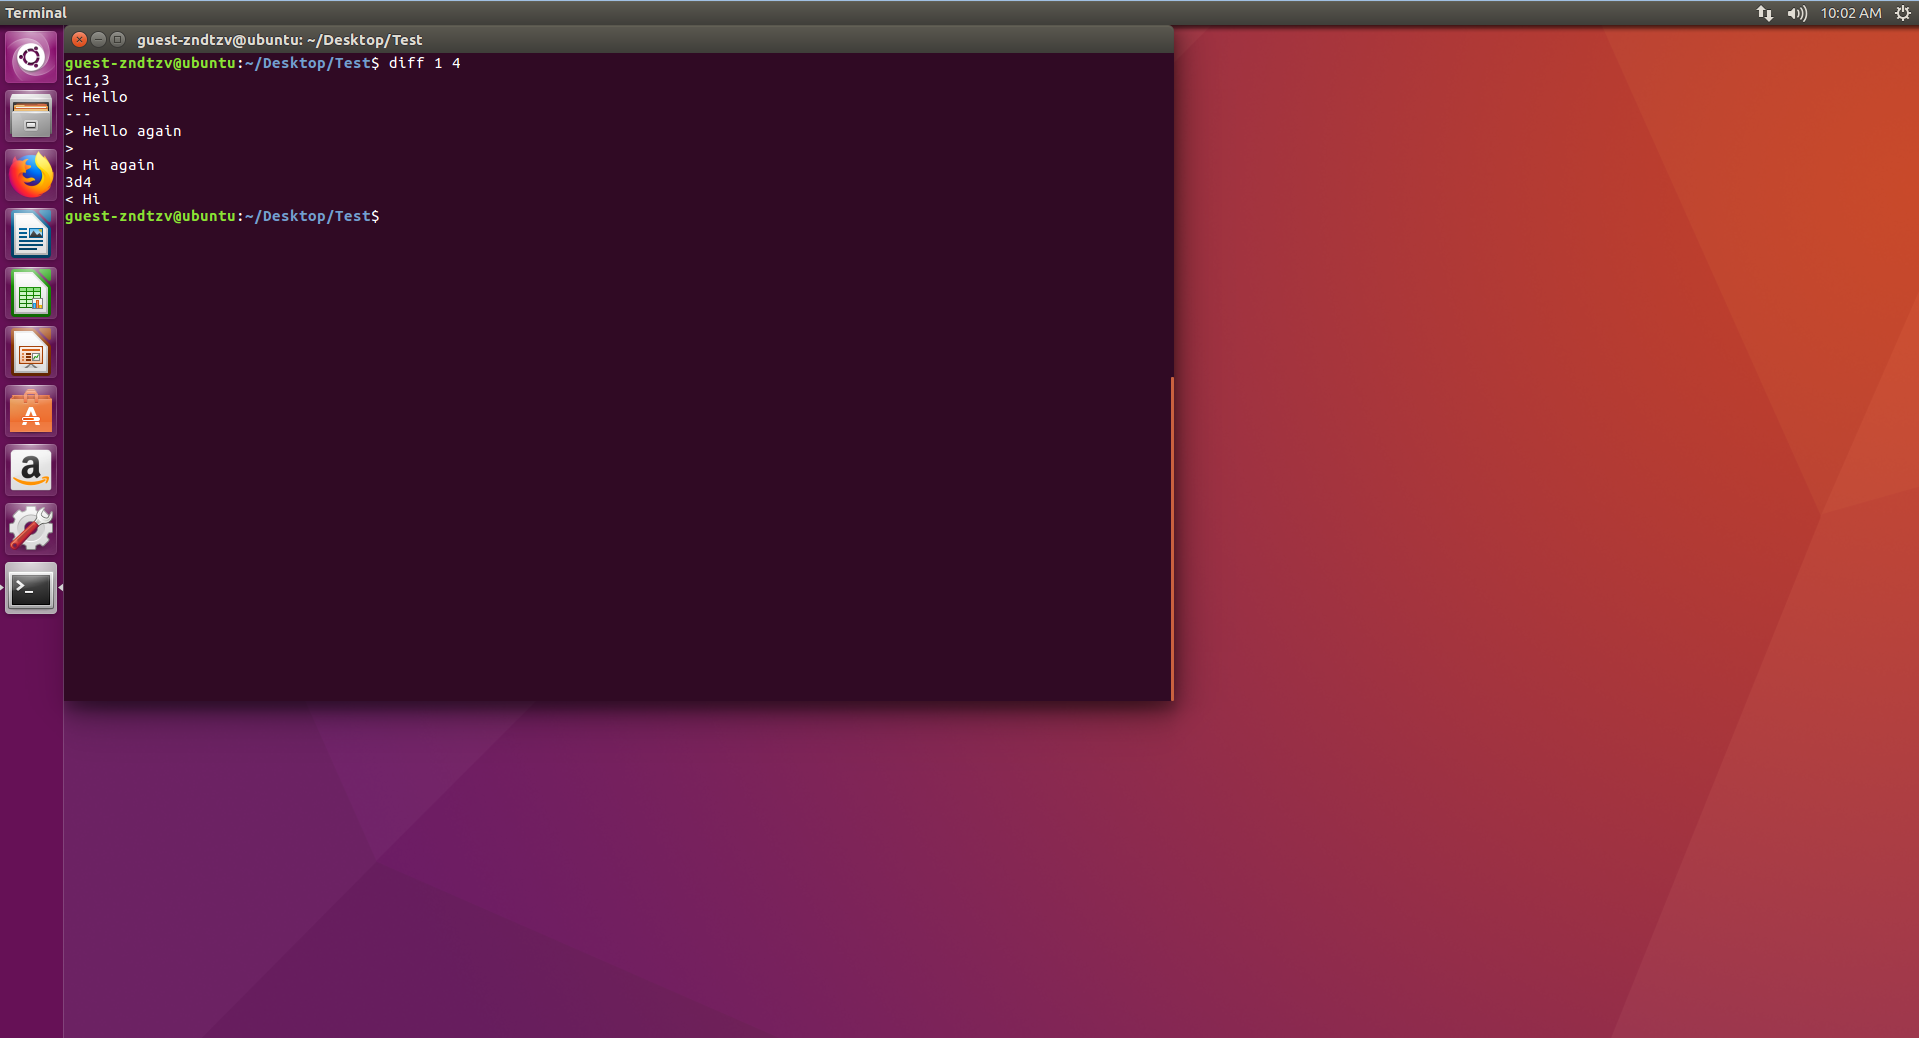 Terminal
10:02 AM
guest-zndtzv@ubuntu: ~/Desktop/Test
guest-zndtzv@ubuntu:~/Desktop/Test$ diff 1 4
1c1,3
< Hello
---
> Hello again
>
> Hi again
3d4
< Hi
guest-zndtzv@ubuntu:~/Desktop/Test$
A
a
>_